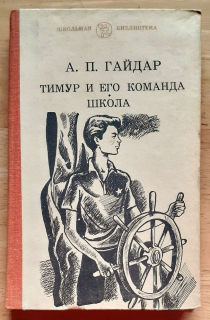 ШКОЛЬНАЯ БИБЛИОТЕКА
А. П. ГАЙДАР
ТИМУР И ЕГО КОМАНДА
ШКОЛА